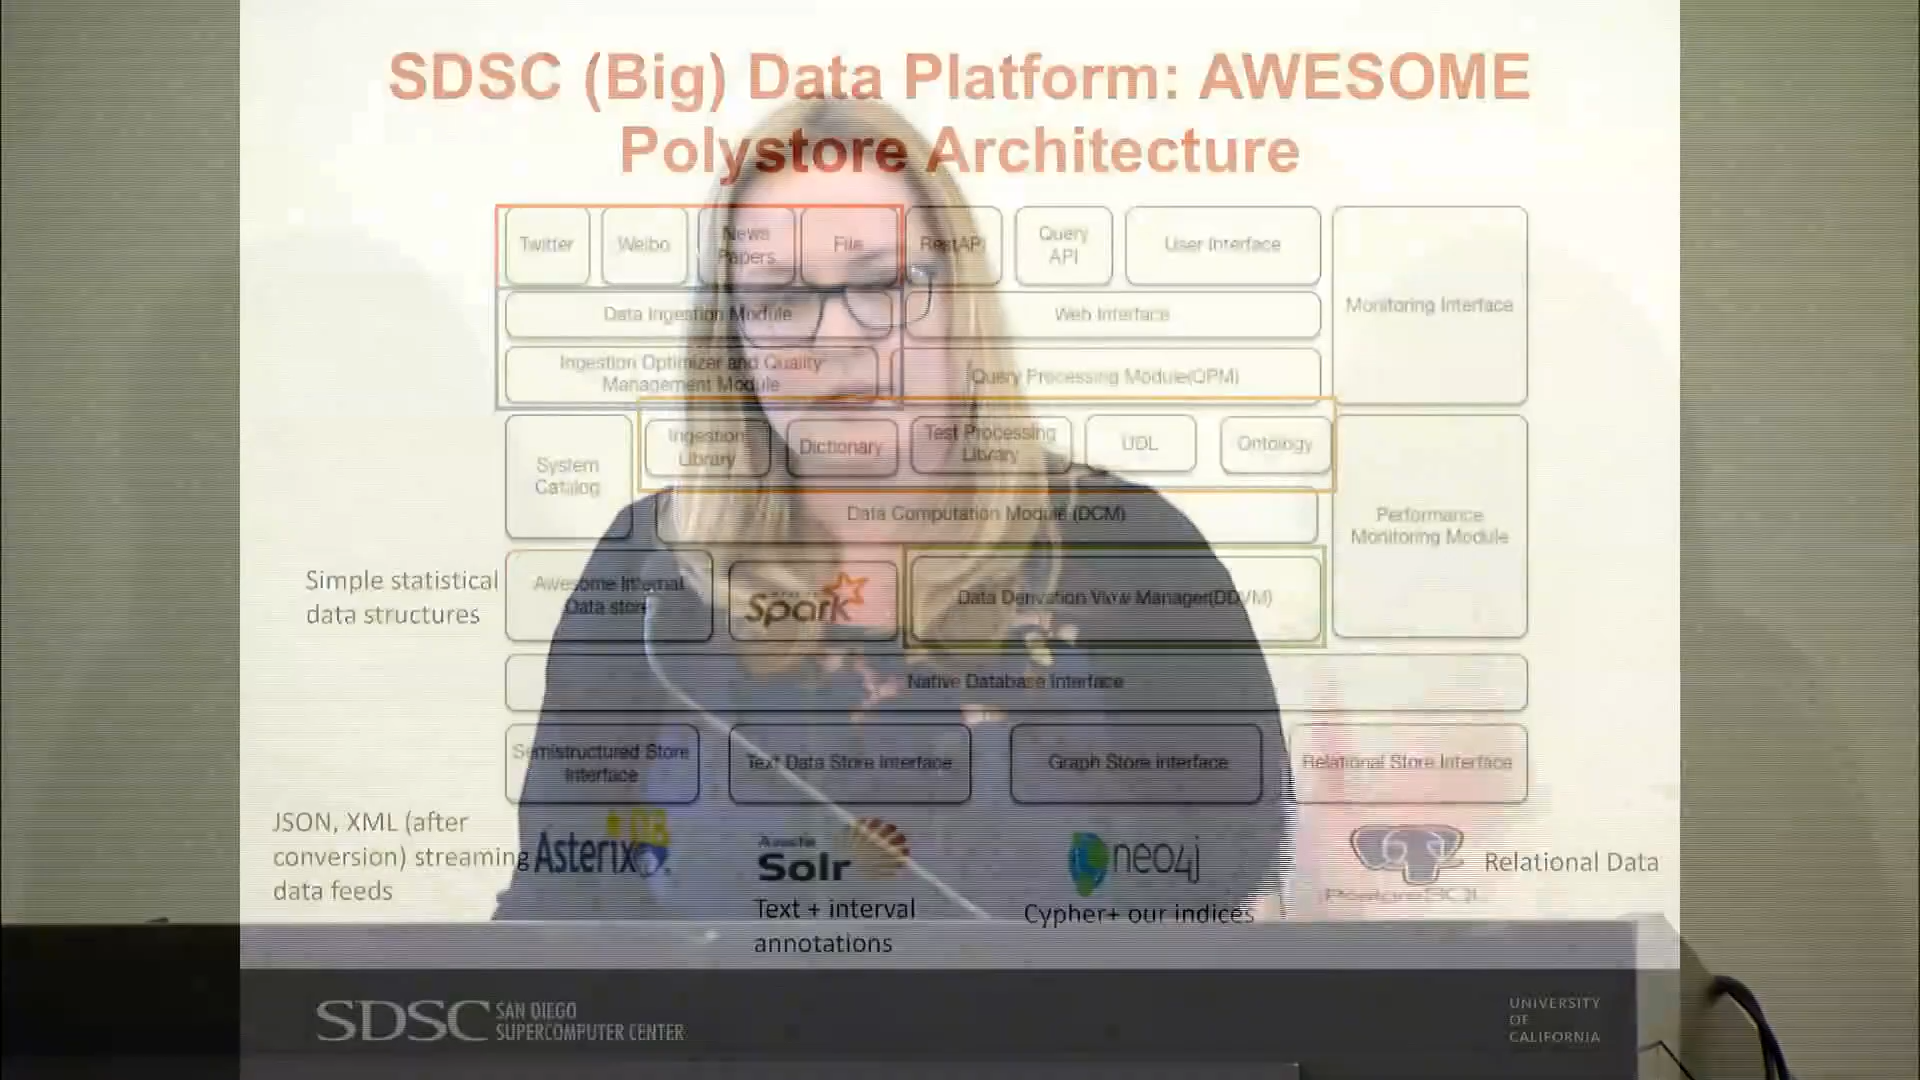 SDSC (Big) Data Platform: AWESOME
Polystore Architecture
Twitter
Weibo
News
Papers
File
RestAPI
Query
API
User Interface
Monitoring Interface
Data Ingestion Module
Web Interface
Ingestion Optimizer and Quality
Management Module
Query Processing Module(QPM)
System
Catalog
Ingestion
Library
Dictionary
Test Processing
Library
UDL
Ontology
Data Computation Module (DCM)
Performance
Monitoring Module
Simple statistical
data structures
Awesome Internal
Data store
Spark
Data Derivation View Manager(DDVM)
Native Database Interface
Semistructured Store
Interface
Text Data Store Interface
Graph Store interface
Relational Store Interface
JSON, XML (after
conversion) streaming
data feeds
AsterixDB
Apache
Solr
Text + interval
annotations
neo4j
Cypher+ our indices
PostgreSQL
Relational Data
SDSC
SAN DIEGO
SUPERCOMPUTER CENTER
UNIVERSITY
OF
CALIFORNIA